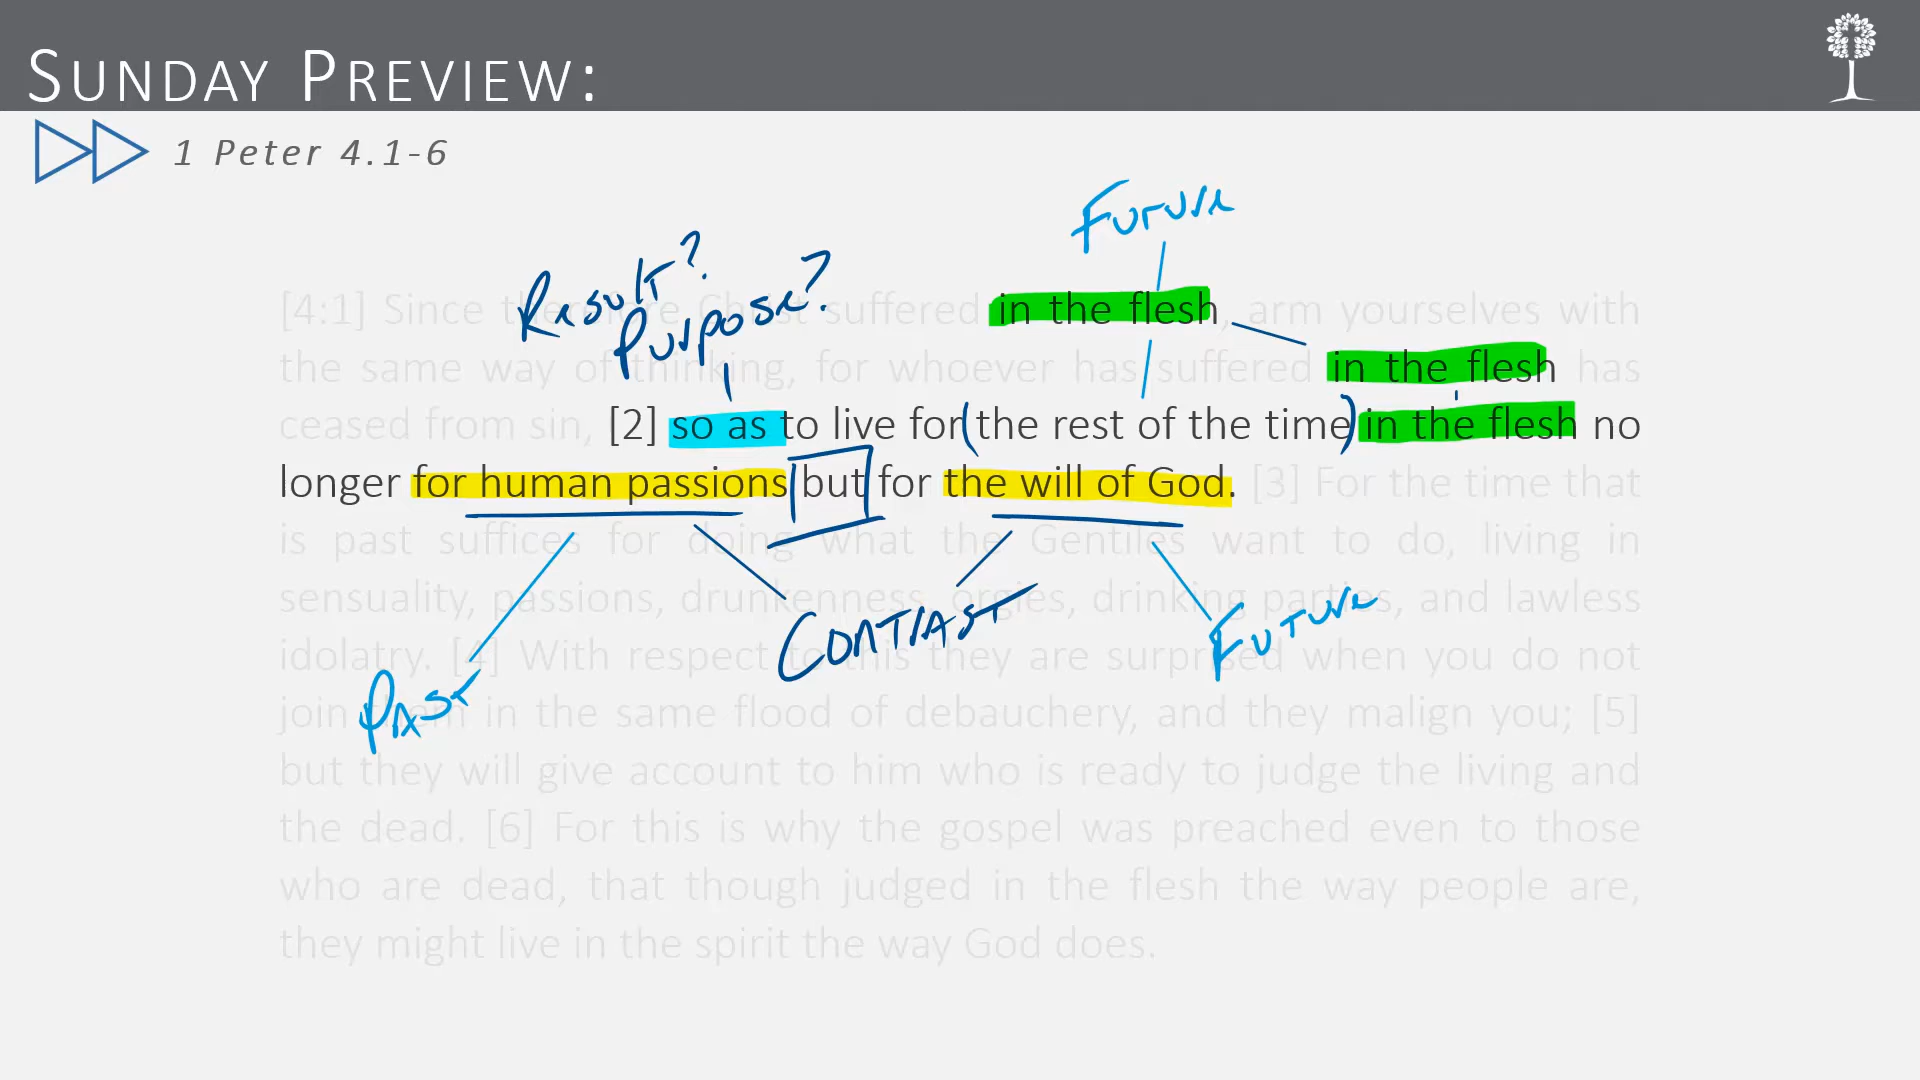 SUNDAY PREVIEW:
1 Peter 4.1-6
Future
Result?
Purpose?
[4:1] Since therefore Christ suffered in the flesh, arm yourselves with
the same way of thinking, for whoever has suffered in the flesh has
ceased from sin, [2] so as to live for (the rest of the time) in the flesh no
longer for human passions but for the will of God. [3] For the time that
is past suffices for doing what the Gentiles want to do, living in
sensuality, passions, drunkenness, orgies, drinking parties, and lawless
Contrast
Future
idolatry. [4] With respect to this they are surprised when you do not
Past
join them in the same flood of debauchery, and they malign you; [5]
but they will give account to him who is ready to judge the living and
the dead. [6] For this is why the gospel was preached even to those
who are dead, that though judged in the flesh the way people are,
they might live in the spirit the way God does.